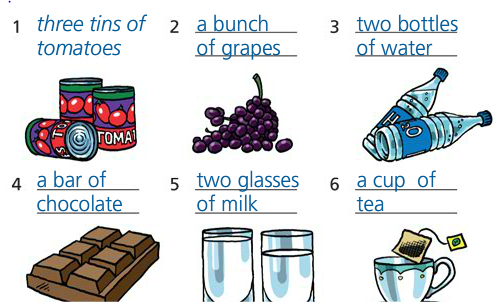 1 three tins of
tomatoes
2 a bunch
of grapes
3 two bottles
of water
TOMAT
4 a bar of
chocolate
5 two glasses
of milk
6 a cup of
tea